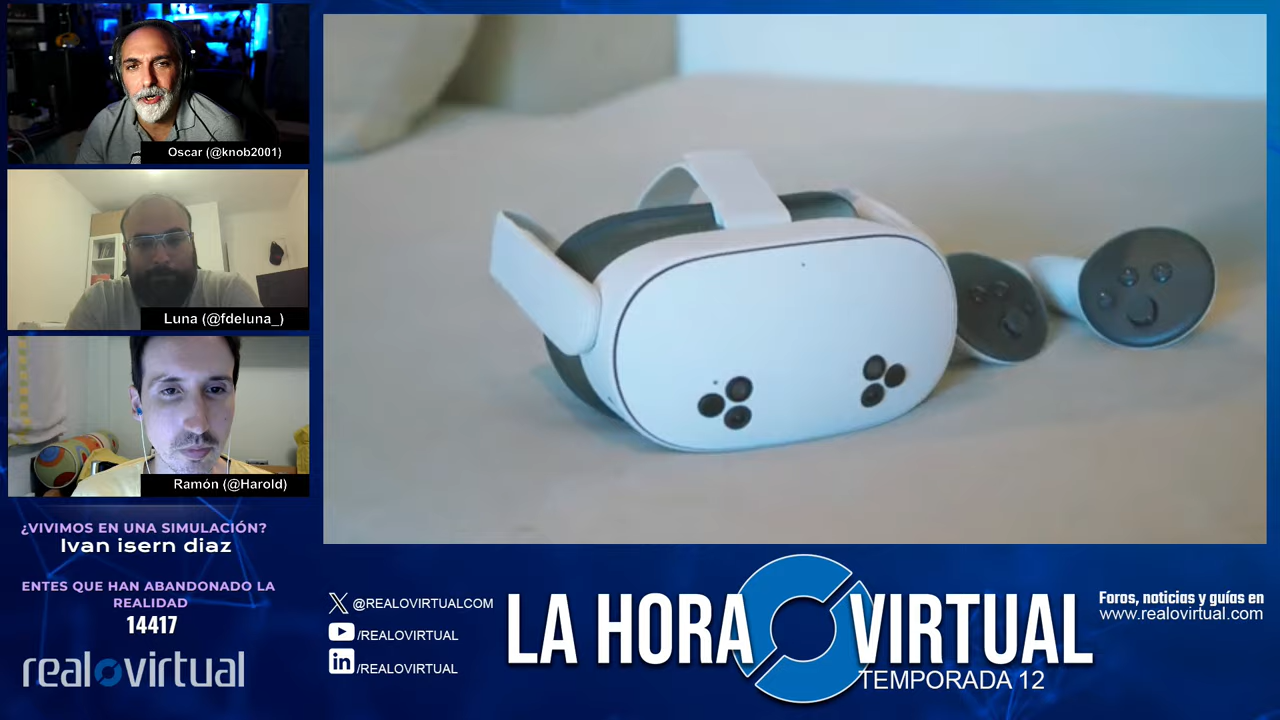 Oscar (@knob2001)
Luna (@fdeluna_)
Ramón (@Harold)
¿VIVIMOS EN UNA SIMULACIÓN?
Ivan isern diaz
ENTES QUE HAN ABANDONADO LA
REALIDAD
14417
realovirtual
@REALOVIRTUALCOM
/REALOVIRTUAL
/REALOVIRTUAL
LA HORA VIRTUAL
TEMPORADA 12
Foros, noticias y guías en
www.realovirtual.com